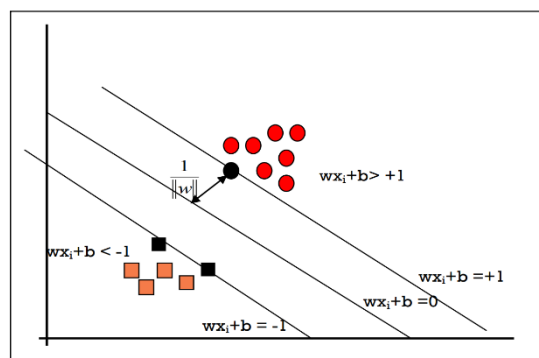 1
‖w‖
wxᵢ+b> +1
wxᵢ+b < -1
wxᵢ+b =+1
wxᵢ+b =0
wxᵢ+b = -1